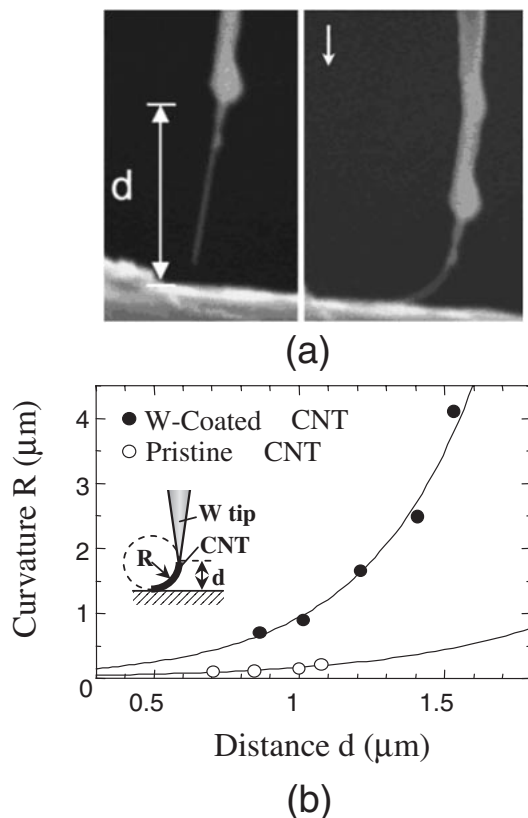 d
(a)
Curvature R (μm)
4
3
2
1
0
W-Coated CNT
Pristine CNT
W tip
CNT
R
d
0.5
1
1.5
Distance d (μm)
(b)